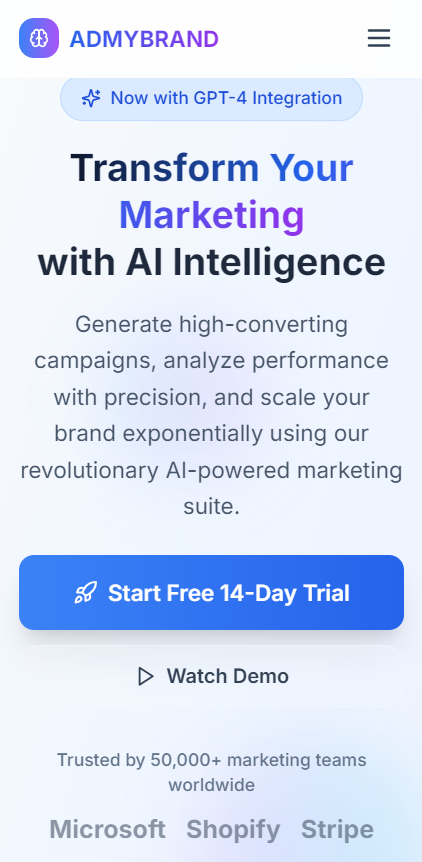 ADMYBRAND
Now with GPT-4 Integration
Transform Your
Marketing
with AI Intelligence
Generate high-converting
campaigns, analyze performance
with precision, and scale your
brand exponentially using our
revolutionary AI-powered marketing
suite.
Start Free 14-Day Trial
Watch Demo
Trusted by 50,000+ marketing teams
worldwide
Microsoft Shopify Stripe